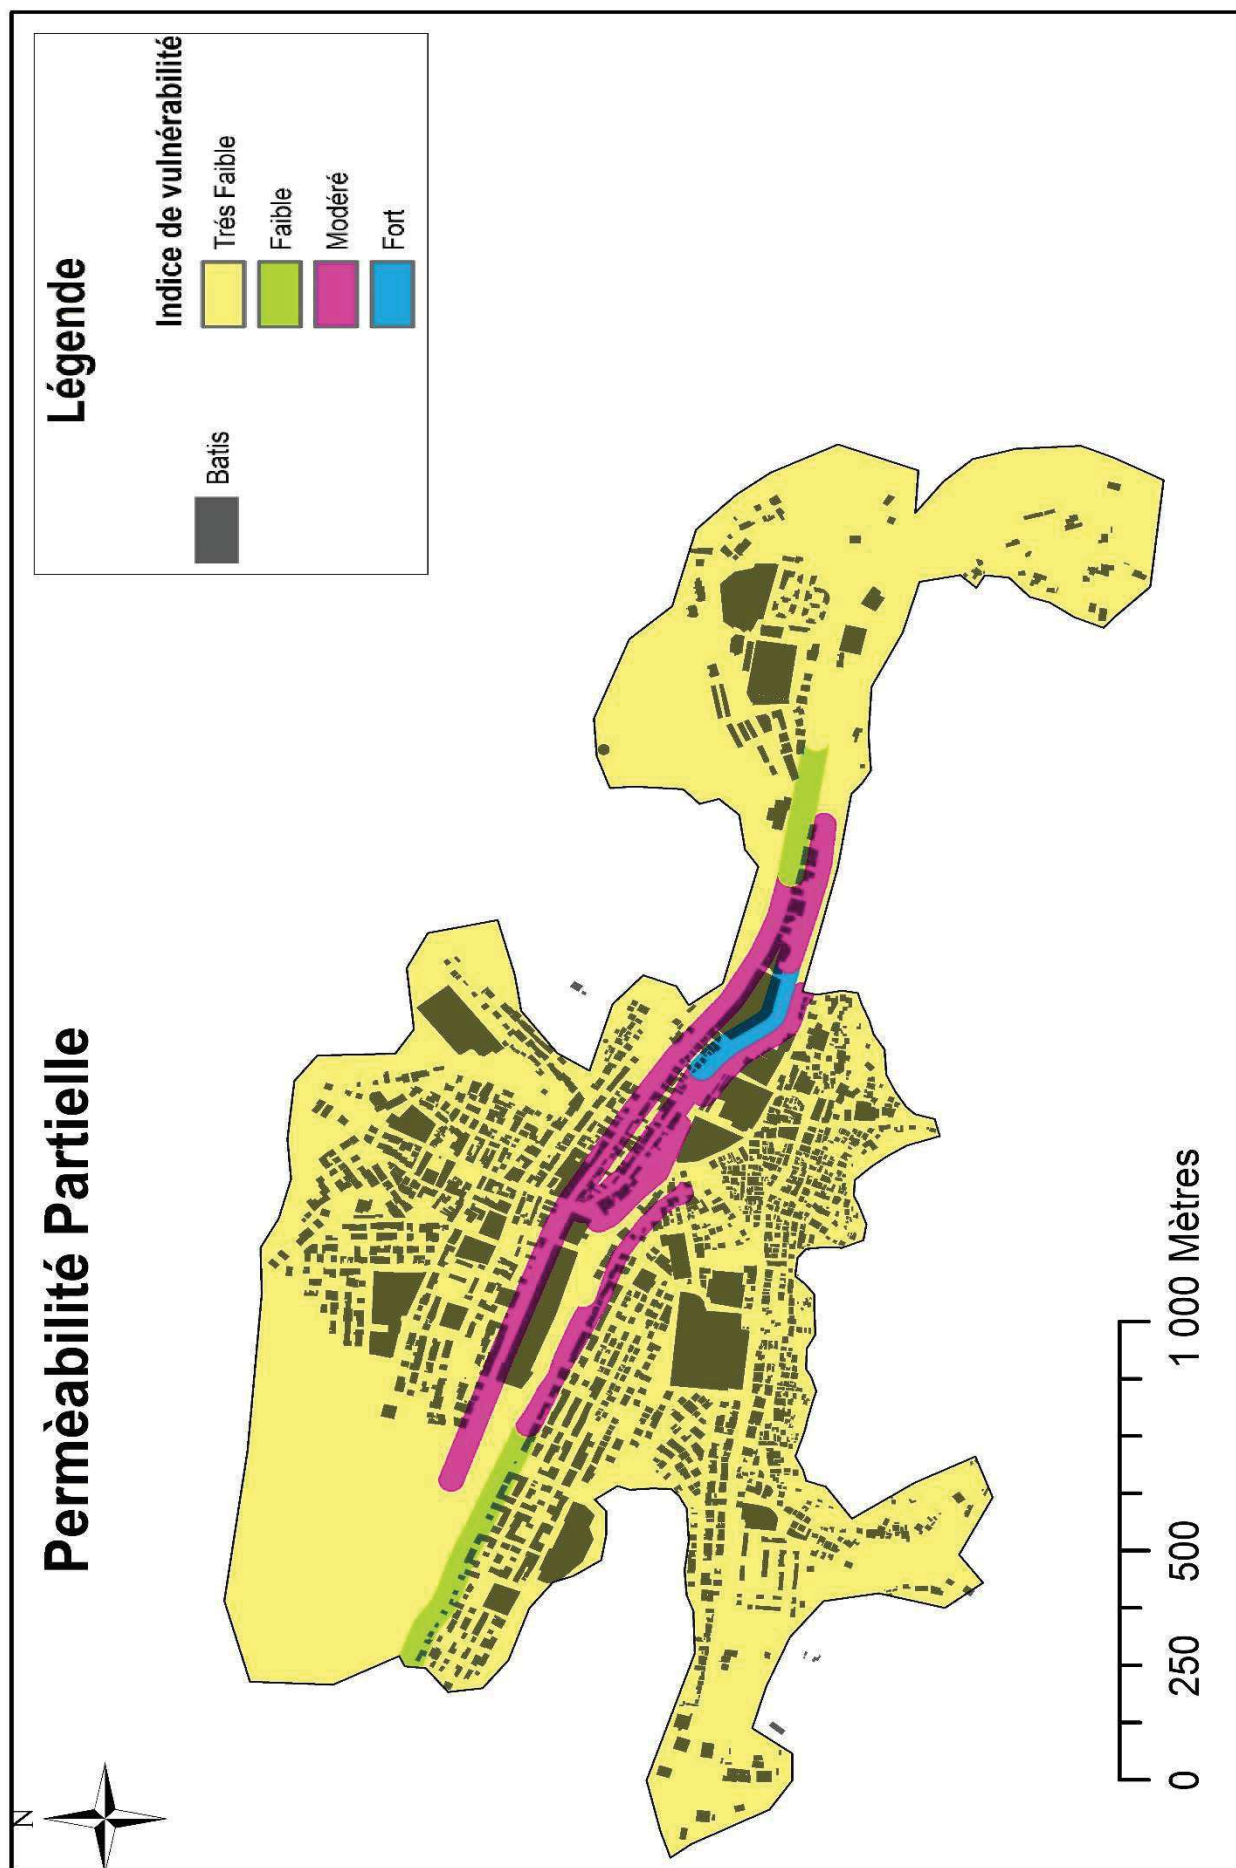 Permèabilité Partielle
Légende
Batis
Indice de vulnérabilité
Trés Faible
Faible
Modéré
Fort
N
0 250 500 1 000 Mètres